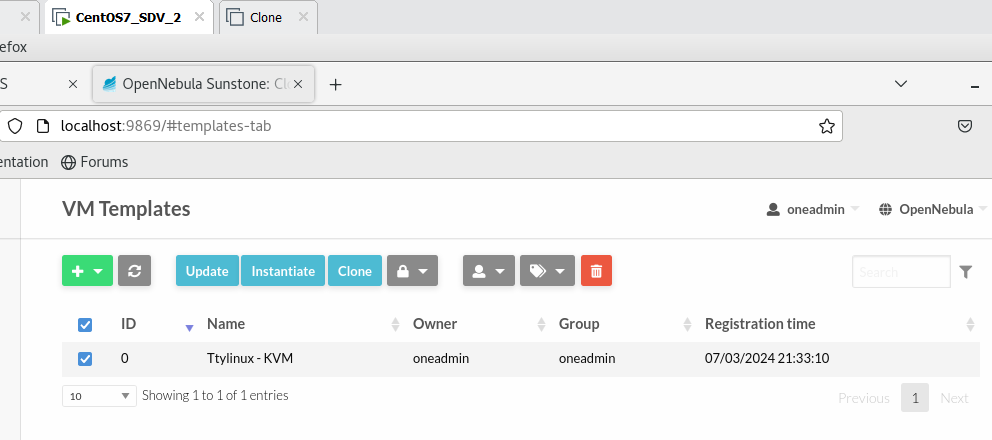 CentOS7_SDV_2 Clone
efox
S OpenNebula Sunstone: Cl
localhost:9869/#templates-tab
entation Forums
VM Templates oneadmin OpenNebula
Update Instantiate Clone Search
ID Name Owner Group Registration time
0 Ttylinux - KVM oneadmin oneadmin 07/03/2024 21:33:10
10 Showing 1 to 1 of 1 entries Previous 1 Next